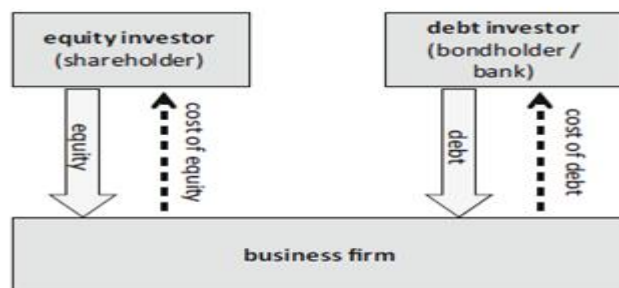 equity investor
(shareholder)
debt investor
(bondholder /
bank)
equity
cost of equity
debt
cost of debt
business firm